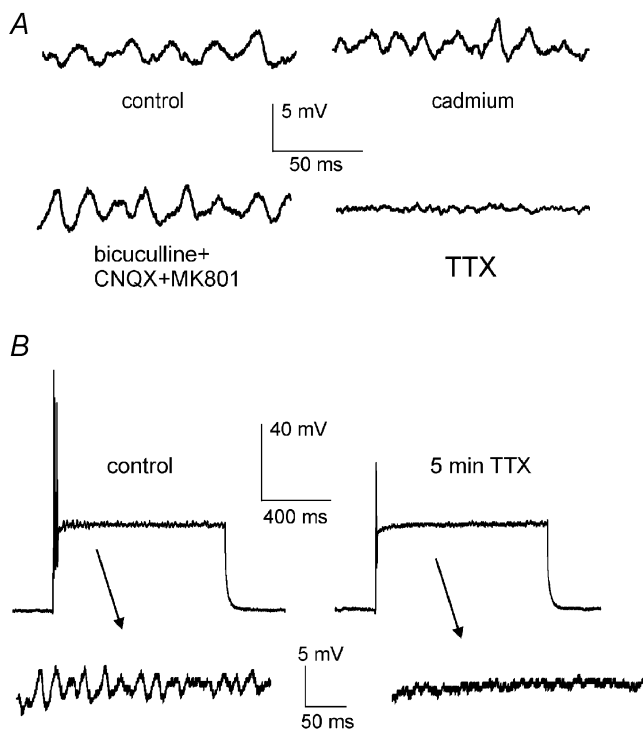 A
control
cadmium
5 mV
50 ms
bicuculline+
CNQX+MK801
TTX
B
control
40 mV
400 ms
5 min TTX
5 mV
50 ms